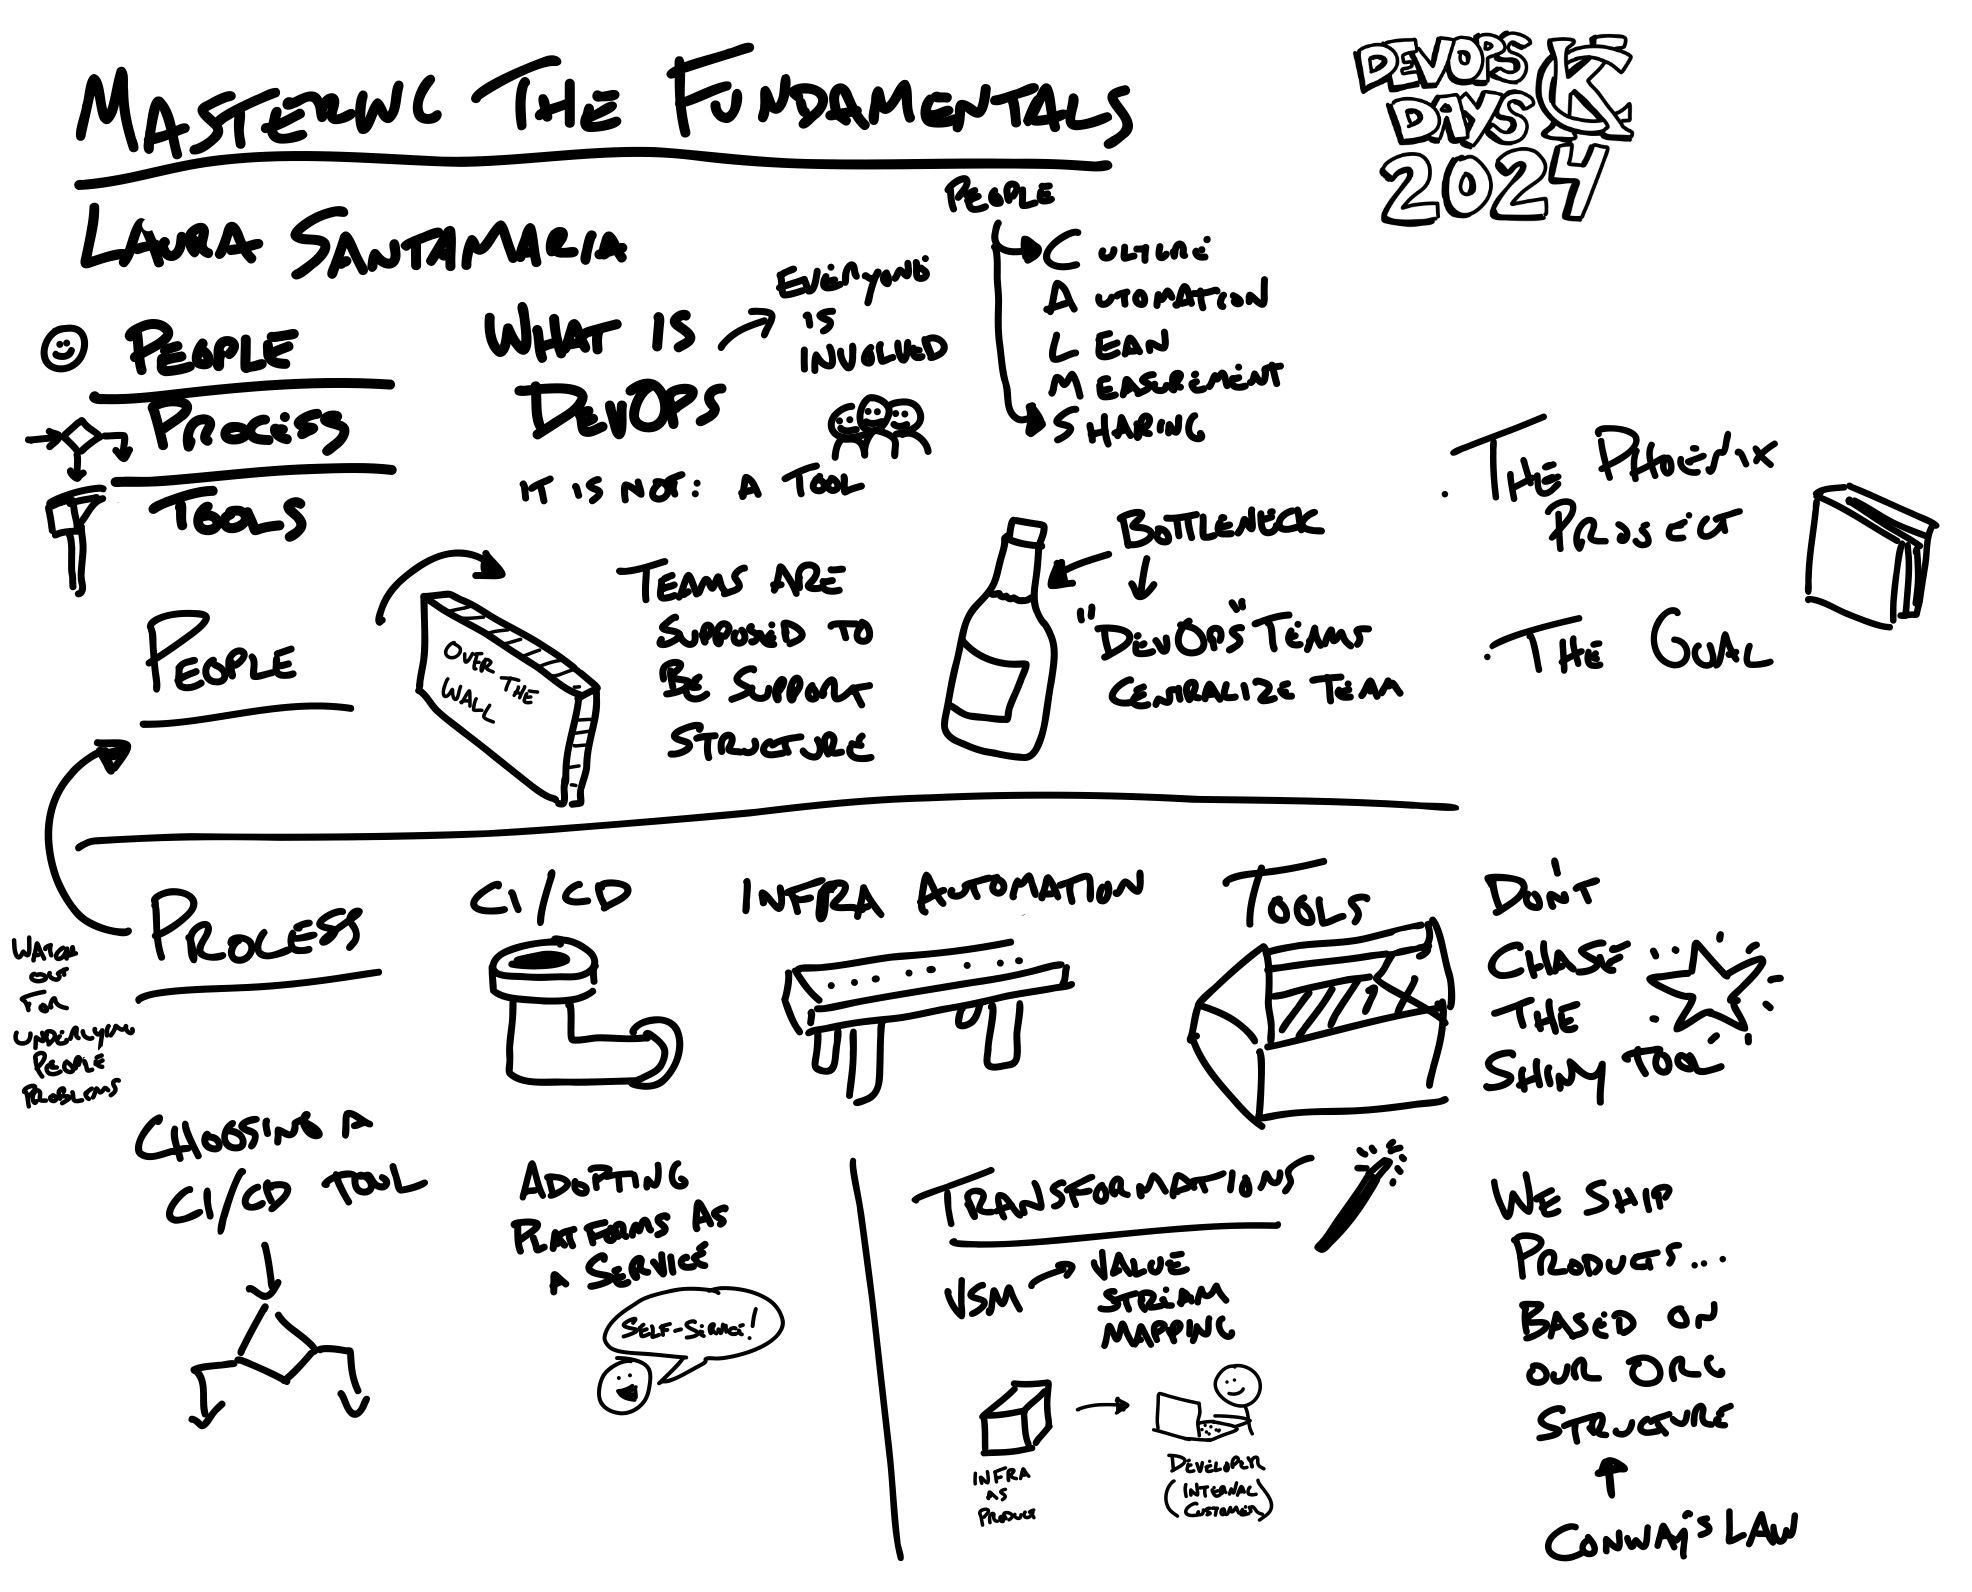 MASTERING THE FUNDAMENTALS
DEVOPS KC
DAYS
2024
LAURA SANTAMARIA
PEOPLE
PROCESS
TOOLS
WHAT IS
DEVOPS
IT IS NOT: A TOOL
EVERYONE
IS
INVOLVED
PEOPLE
CULTURE
AUTOMATION
LEAN
MEASUREMENT
SHARING
THE PHOENIX
PROJECT
. THE GOAL
PEOPLE
OVER THE
WALL
TEAMS ARE
SUPPOSED TO
BE SUPPORT
STRUCTURE
BOTTLENECK
"DEVOPS" TEAMS
CENTRALIZE TEAM
PROCESS
WATCH
OUT
FOR
UNDERLYING
PEOPLE
PROBLEMS
CI/CD
INFRA AUTOMATION
TOOLS
DON'T
CHASE
THE
SHINY TOOL
CHOOSING A
CI/CD TOOL
ADOPTING
PLATFORMS AS
A SERVICE
SELF-SERVICE!
TRANSFORMATIONS
VSM
VALUE
STREAM
MAPPING
INFRA
AS
PRODUCT
DEVELOPER
(INTERNAL
CUSTOMER)
WE SHIP
PRODUCTS...
BASED ON
OUR ORG
STRUCTURE
CONWAY'S LAW